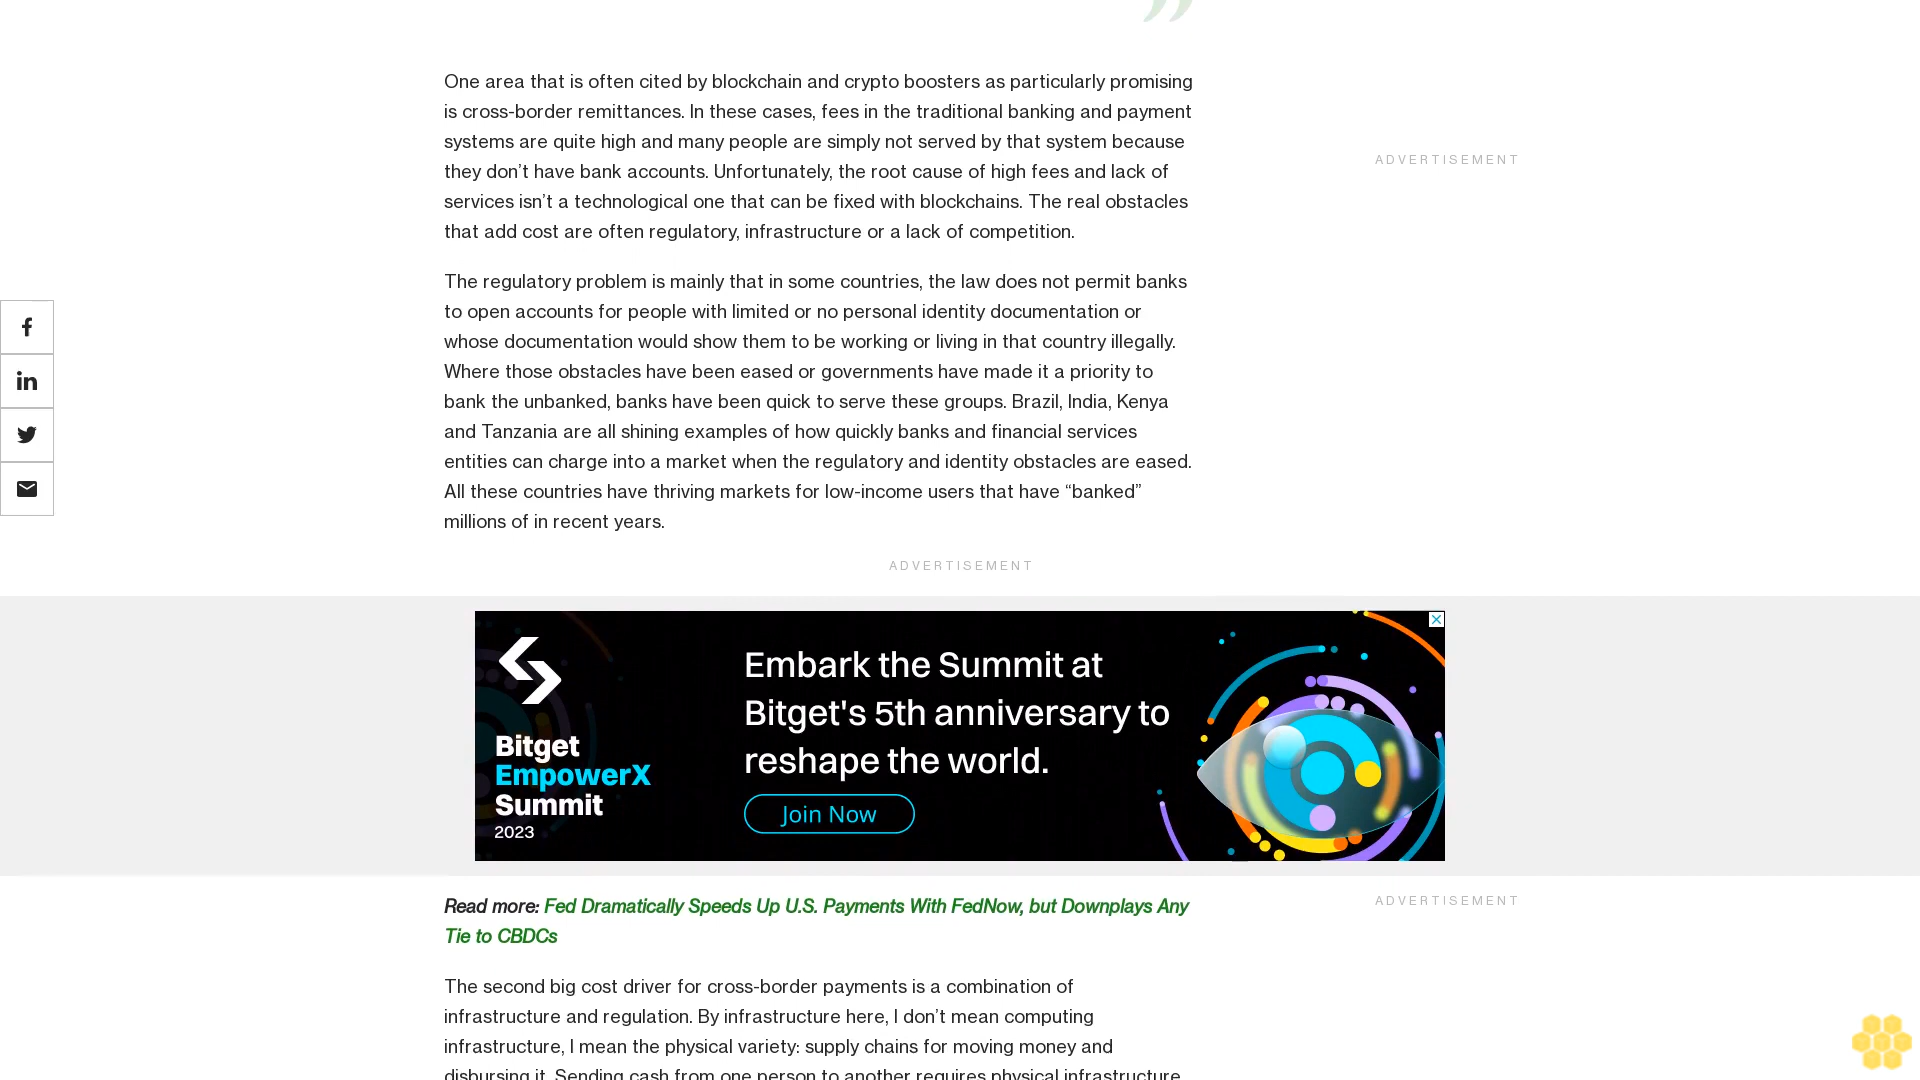 ”
One area that is often cited by blockchain and crypto boosters as particularly promising
is cross-border remittances. In these cases, fees in the traditional banking and payment
systems are quite high and many people are simply not served by that system because
they don’t have bank accounts. Unfortunately, the root cause of high fees and lack of
services isn’t a technological one that can be fixed with blockchains. The real obstacles
that add cost are often regulatory, infrastructure or a lack of competition.
ADVERTISEMENT
The regulatory problem is mainly that in some countries, the law does not permit banks
to open accounts for people with limited or no personal identity documentation or
whose documentation would show them to be working or living in that country illegally.
Where those obstacles have been eased or governments have made it a priority to
bank the unbanked, banks have been quick to serve these groups. Brazil, India, Kenya
and Tanzania are all shining examples of how quickly banks and financial services
entities can charge into a market when the regulatory and identity obstacles are eased.
All these countries have thriving markets for low-income users that have “banked”
millions of in recent years.
ADVERTISEMENT
Bitget
EmpowerX
Summit
2023
Embark the Summit at
Bitget's 5th anniversary to
reshape the world.
Join Now
Read more: Fed Dramatically Speeds Up U.S. Payments With FedNow, but Downplays Any
Tie to CBDCs
ADVERTISEMENT
The second big cost driver for cross-border payments is a combination of
infrastructure and regulation. By infrastructure here, I don’t mean computing
infrastructure, I mean the physical variety: supply chains for moving money and
disbursing it. Sending cash from one person to another requires physical infrastructure